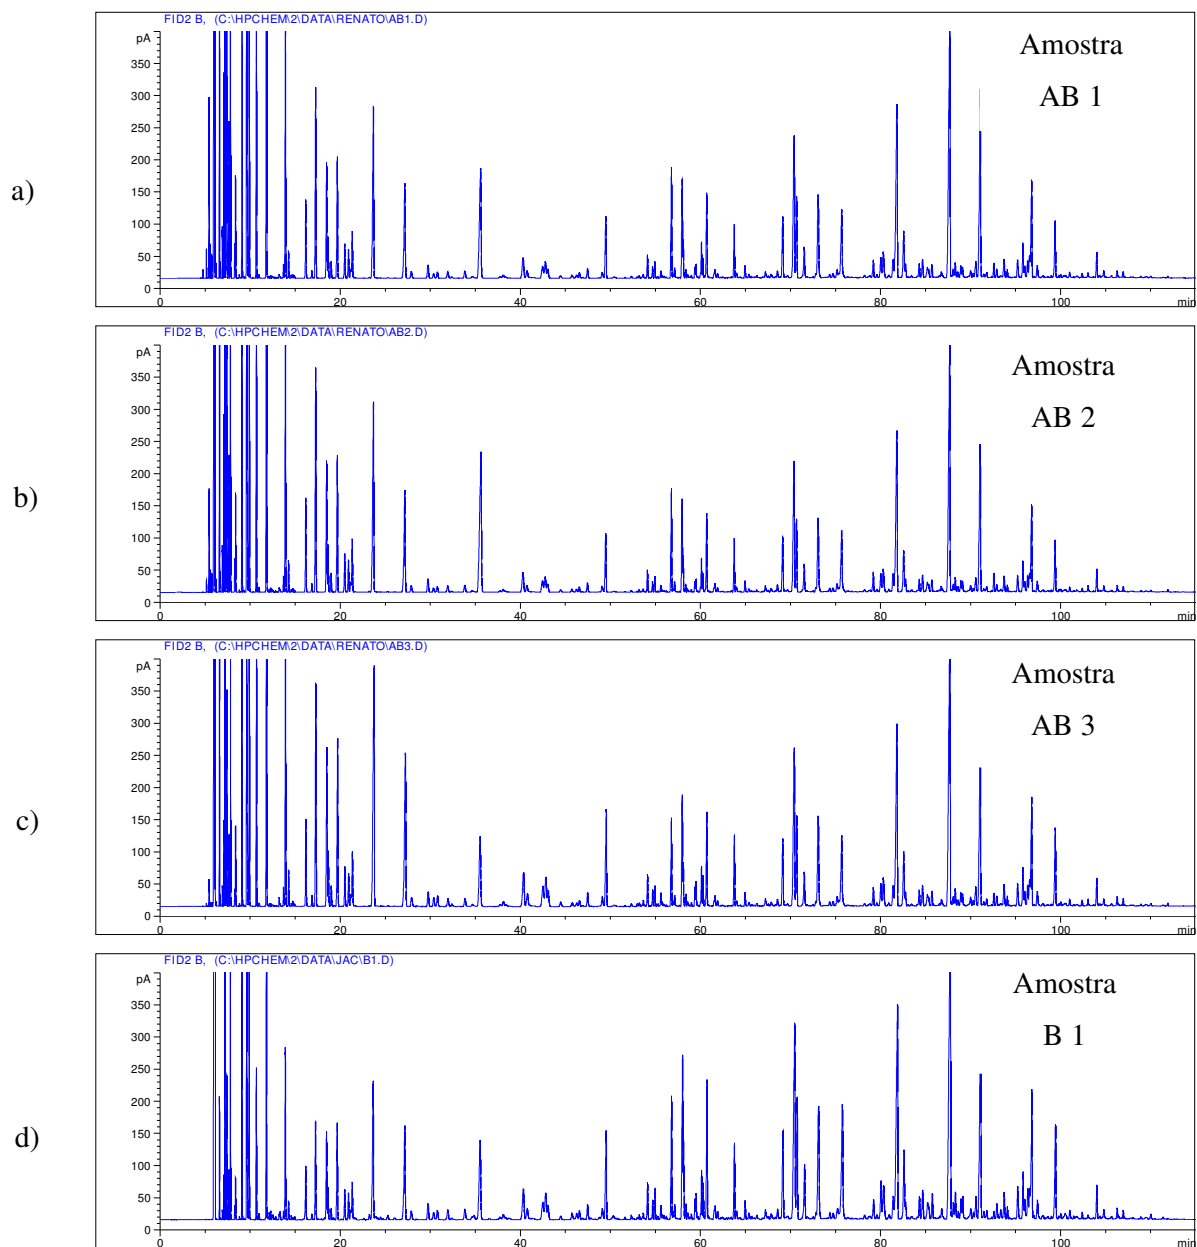 FID2 B, (C:\HPCHEM\2\DATA\RENATO\AB1.D)
pA
350
300
250
200
150
100
50
0
0 20 40 60 80 100 min
Amostra
AB 1
a)
FID2 B, (C:\HPCHEM\2\DATA\RENATO\AB2.D)
pA
350
300
250
200
150
100
50
0
0 20 40 60 80 100 min
Amostra
AB 2
b)
FID2 B, (C:\HPCHEM\2\DATA\RENATO\AB3.D)
pA
350
300
250
200
150
100
50
0
0 20 40 60 80 100 min
Amostra
AB 3
c)
FID2 B, (C:\HPCHEM\2\DATA\JAC\B1.D)
pA
350
300
250
200
150
100
50
0
0 20 40 60 80 100 min
Amostra
B 1
d)